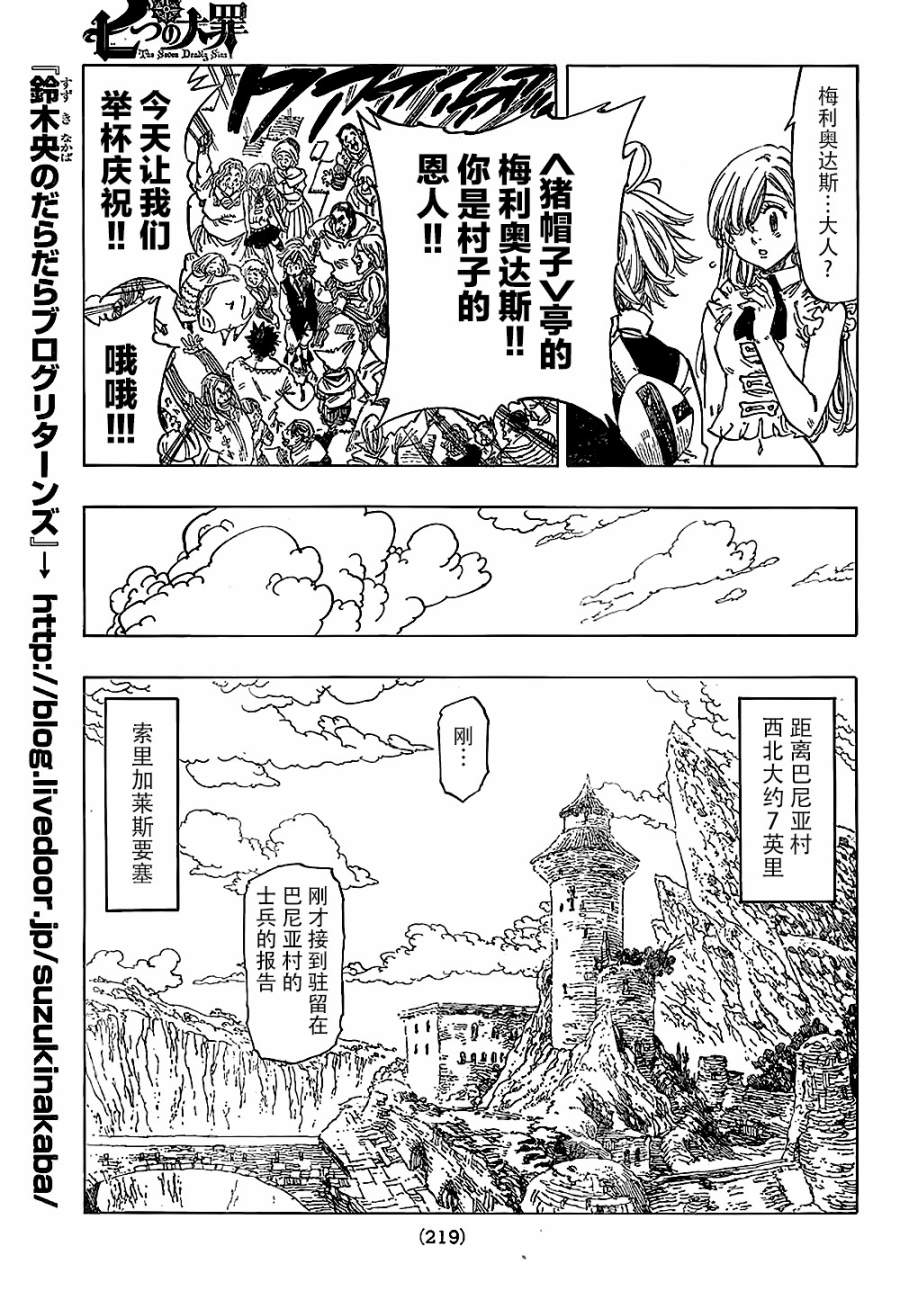 七つの大罪
The Seven Deadly Sins
『鈴木央のだらだらブログリターンズ』→ http://blog.livedoor.jp/suzukinakaba/
すずきなかば
梅利奥达斯…大人？
<猪帽子>亭的
梅利奥达斯!!
你是村子的
恩人!!
今天让我们
举杯庆祝!!
哦哦!!!
距离巴尼亚村
西北大约7英里
刚…
刚才接到驻留在
巴尼亚村的
士兵的报告
索里加莱斯要塞
(219)